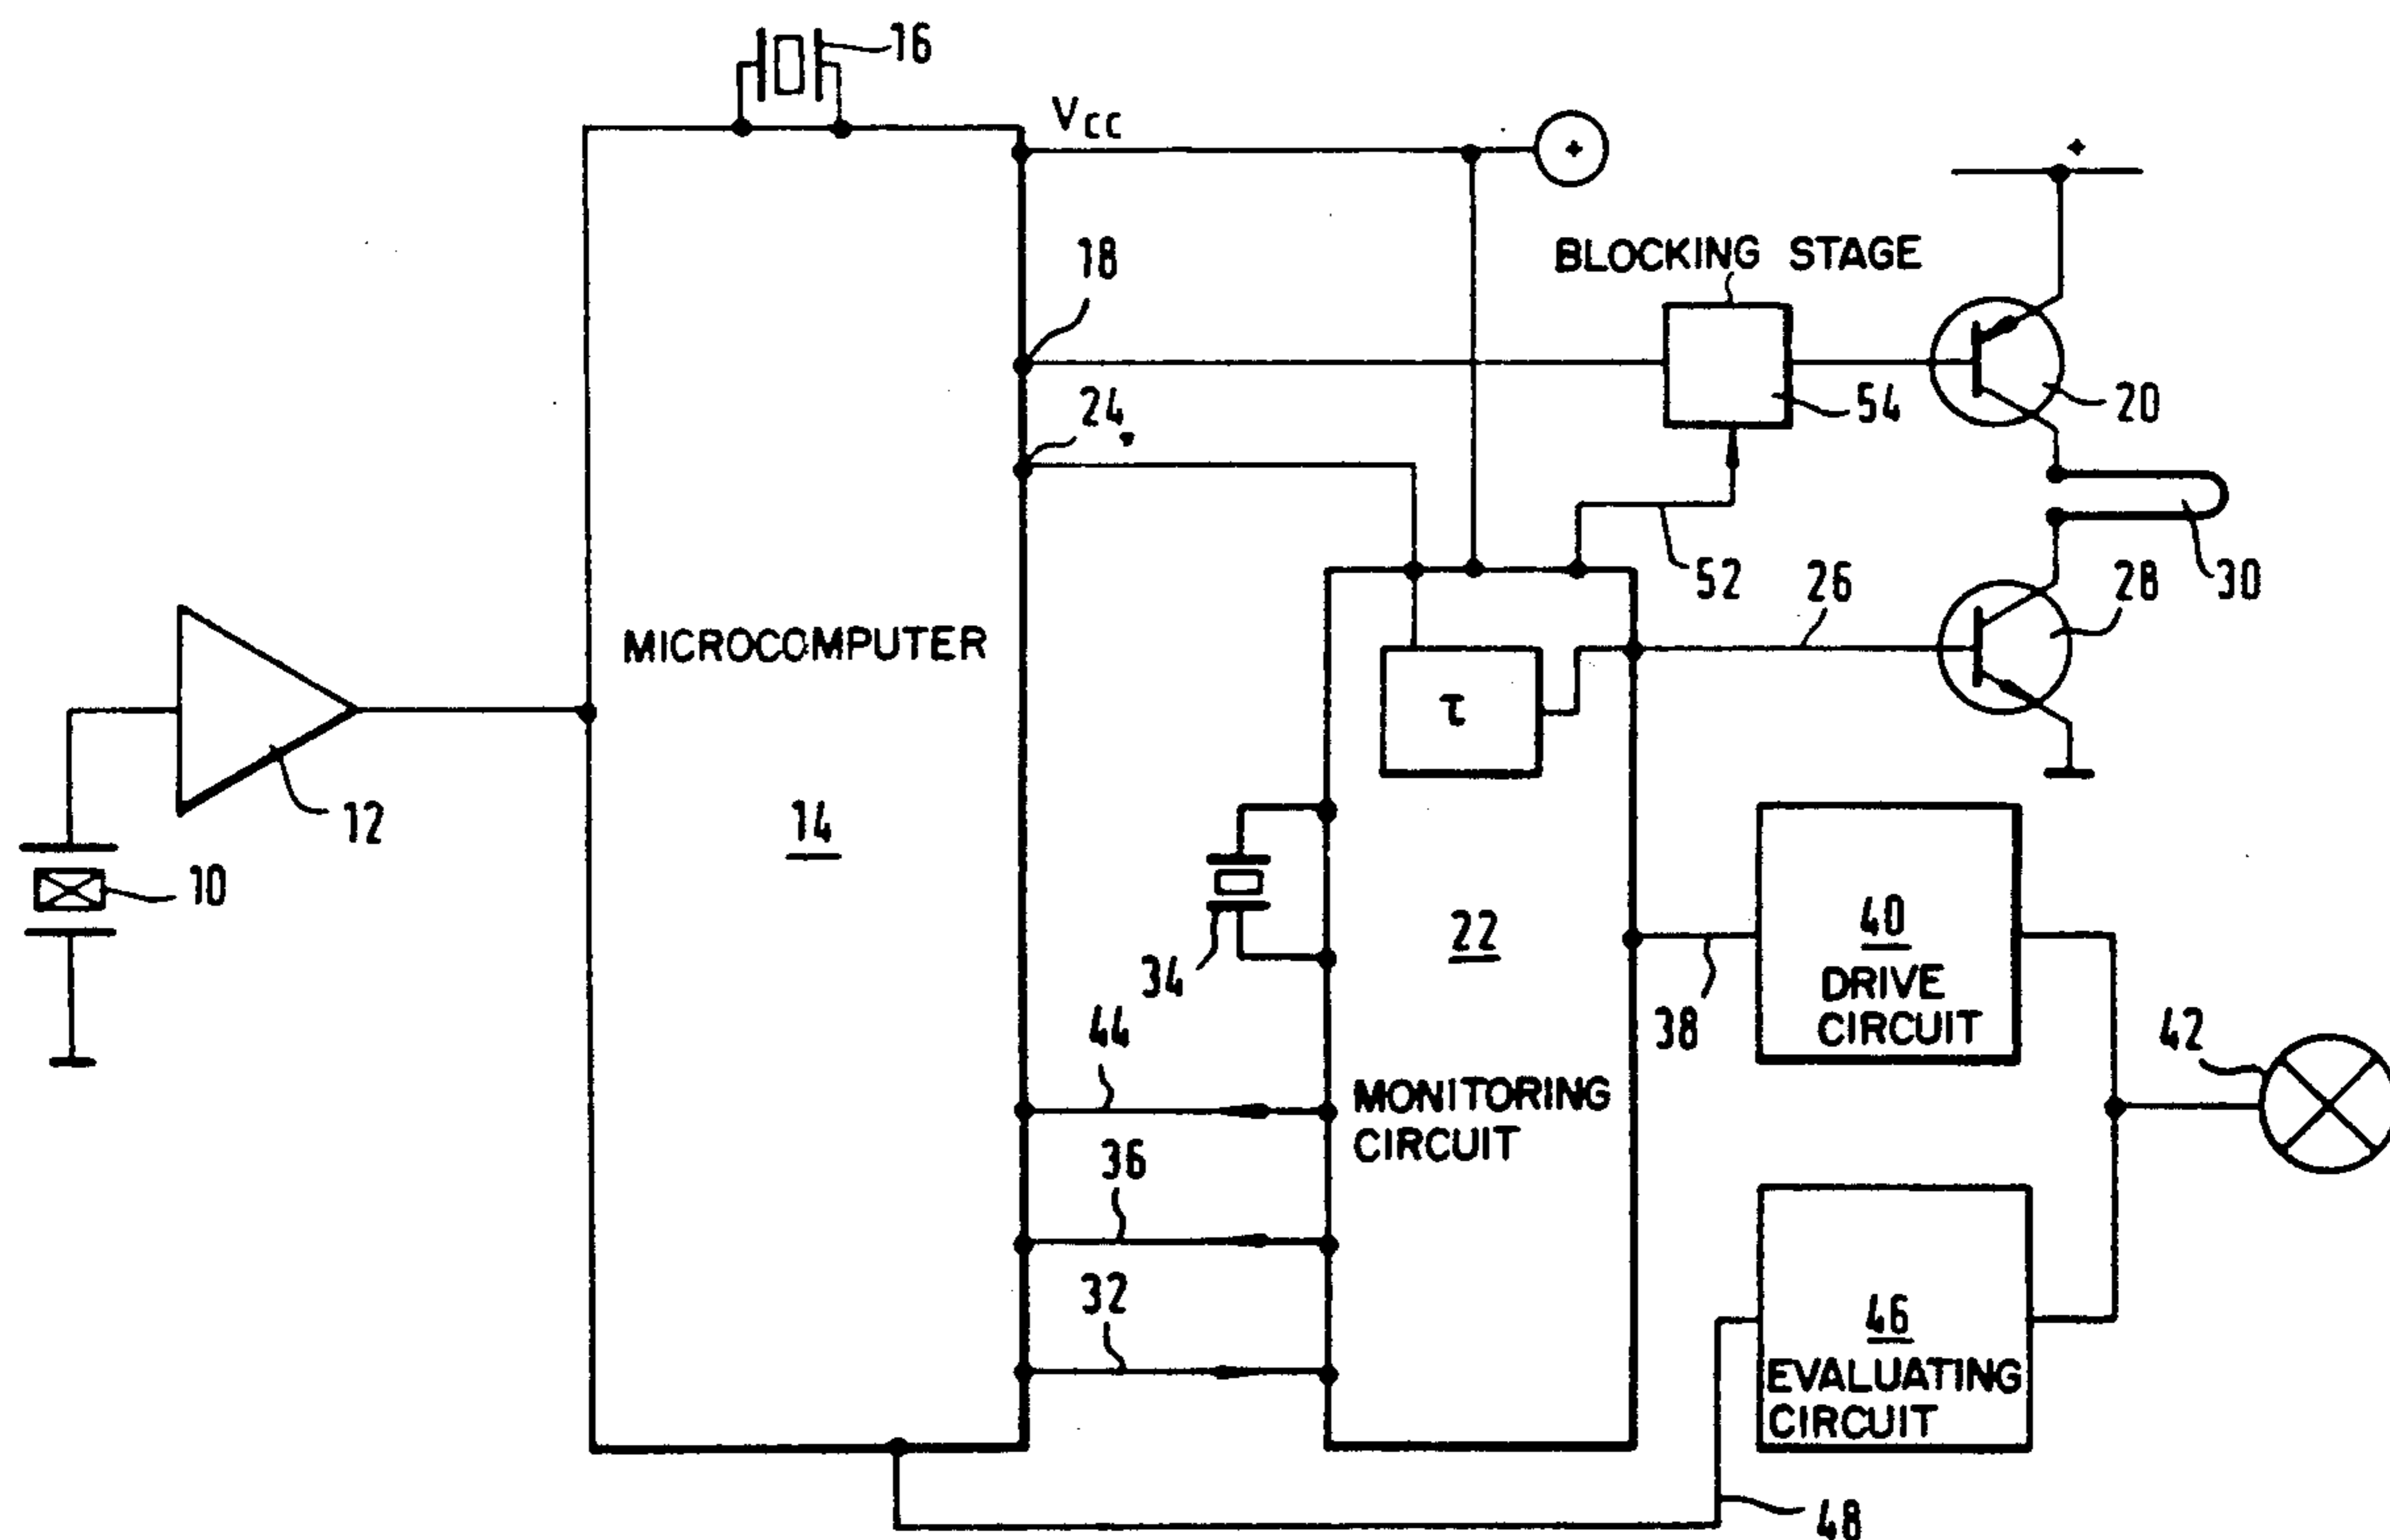 16
Vcc
+
+
18
BLOCKING STAGE
24
54
20
52
26
28
30
MICROCOMPUTER
τ
12
14
10
34
22
40
DRIVE
CIRCUIT
38
42
44
MONITORING
CIRCUIT
36
32
46
EVALUATING
CIRCUIT
48